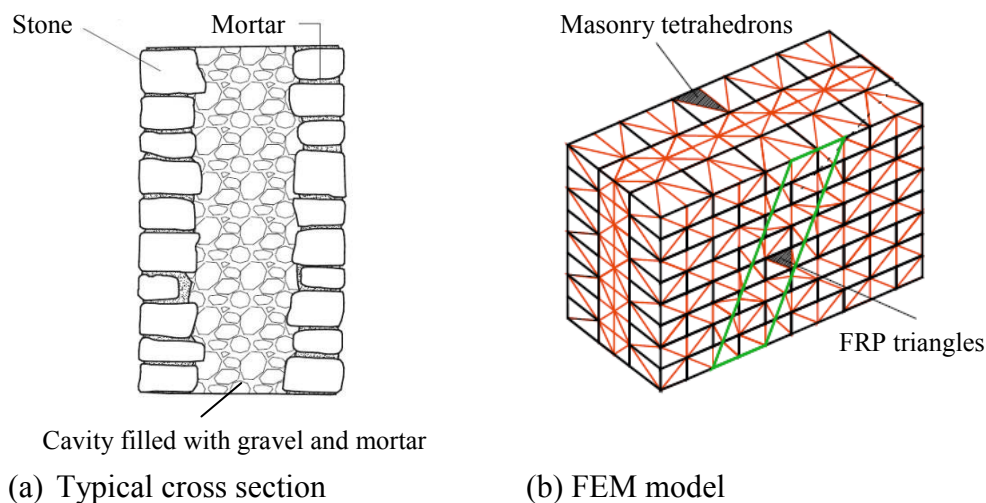 Stone
Mortar
Cavity filled with gravel and mortar
(a) Typical cross section
Masonry tetrahedrons
FRP triangles
(b) FEM model